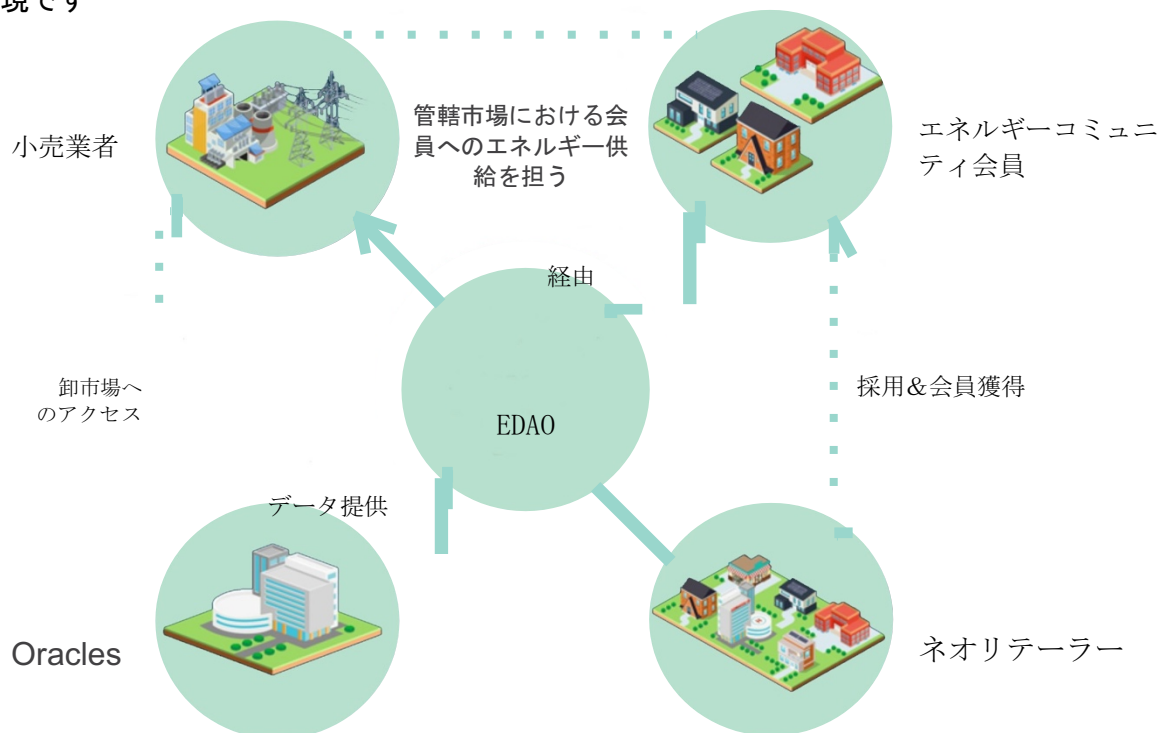 現です
小売業者
管轄市場における会
員へのエネルギー供
給を担う
エネルギーコミュニ
ティ会員
経由
卸市場へ
のアクセス
採用&会員獲得
EDAO
データ提供
Oracles
ネオリテーラー